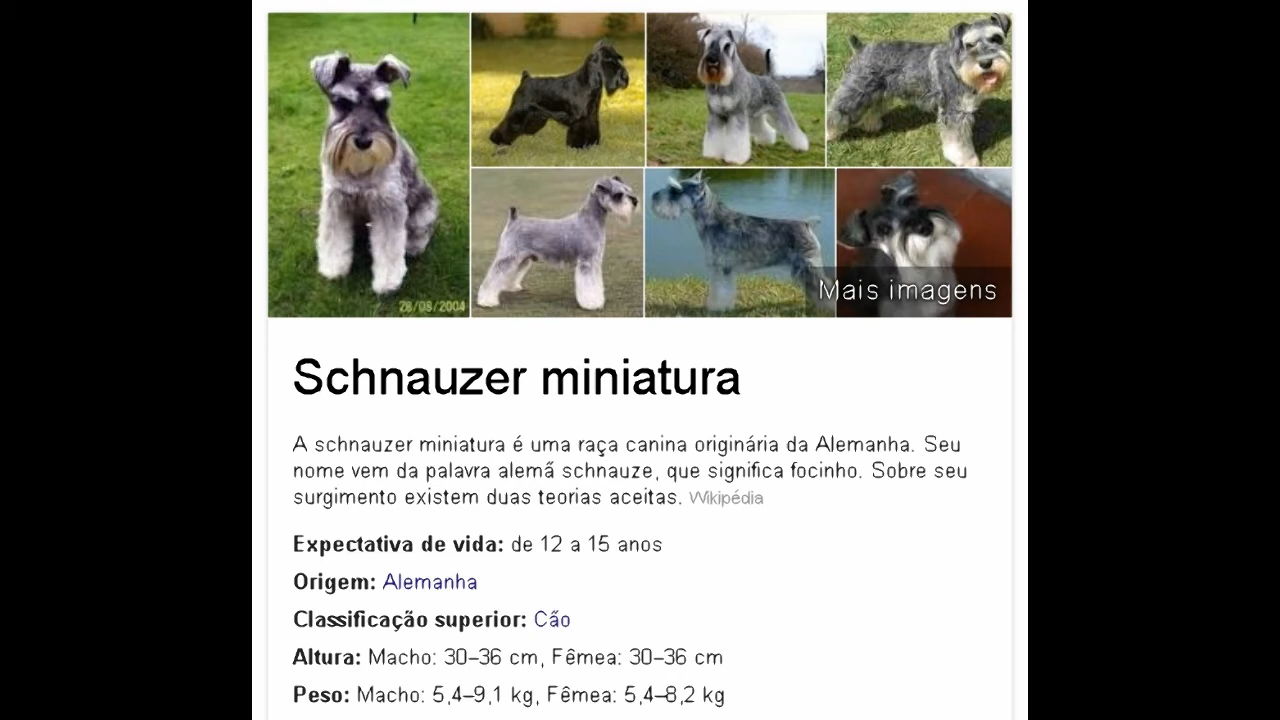 28/08/2004
Mais imagens
Schnauzer miniatura
A schnauzer miniatura é uma raça canina originária da Alemanha. Seu
nome vem da palavra alemã schnauze, que significa focinho. Sobre seu
surgimento existem duas teorias aceitas. Wikipédia
Expectativa de vida: de 12 a 15 anos
Origem: Alemanha
Classificação superior: Cão
Altura: Macho: 30–36 cm, Fêmea: 30–36 cm
Peso: Macho: 5,4–9,1 kg, Fêmea: 5,4–8,2 kg